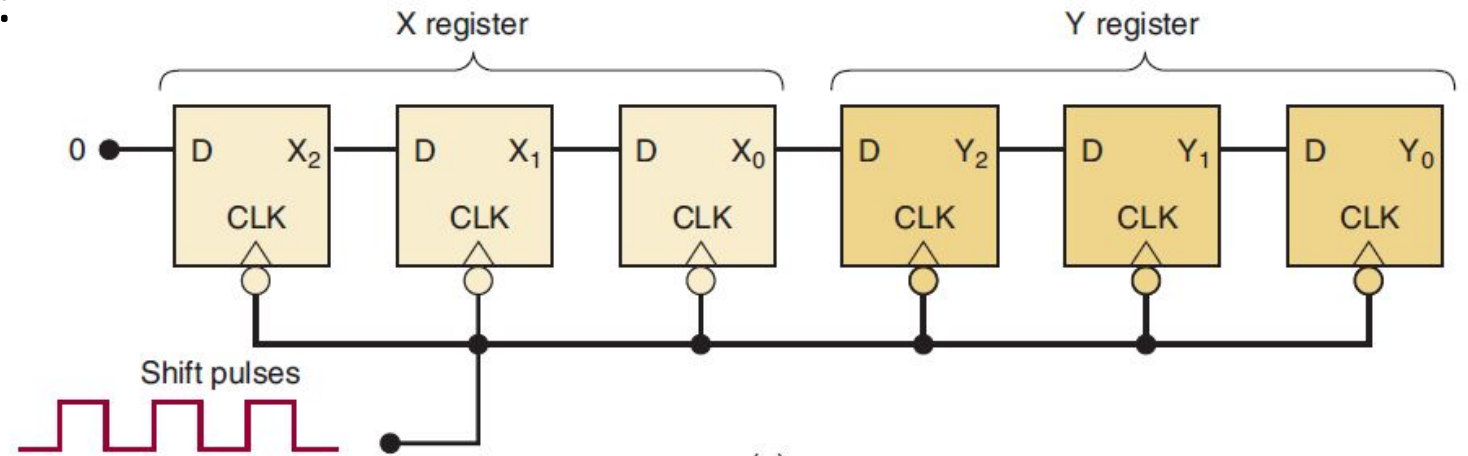 X register Y register
0 D X₂ D X₁ D X₀ D Y₂ D Y₁ D Y₀
CLK CLK CLK CLK CLK CLK
Shift pulses